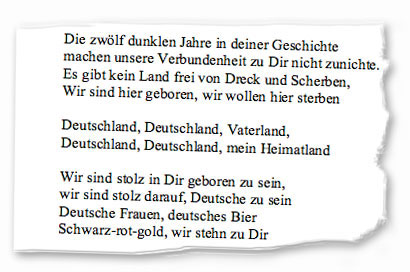 Die zwölf dunklen Jahre in deiner Geschichte
machen unsere Verbundenheit zu Dir nicht zunichte.
Es gibt kein Land frei von Dreck und Scherben,
Wir sind hier geboren, wir wollen hier sterben
Deutschland, Deutschland, Vaterland,
Deutschland, Deutschland, mein Heimatland
Wir sind stolz in Dir geboren zu sein,
wir sind stolz darauf, Deutsche zu sein
Deutsche Frauen, deutsches Bier
Schwarz-rot-gold, wir stehn zu Dir